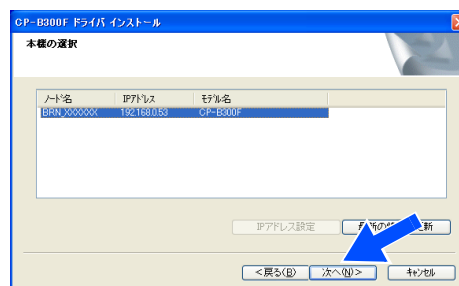 CP-B300F ドライバ インストール
本様の選択
ノード名 IPアドレス モデル名
BRN_XXXXXX 192.168.0.53 CP-B300F
IPアドレス設定
<戻る(B) 次へ(N)> キャンセル